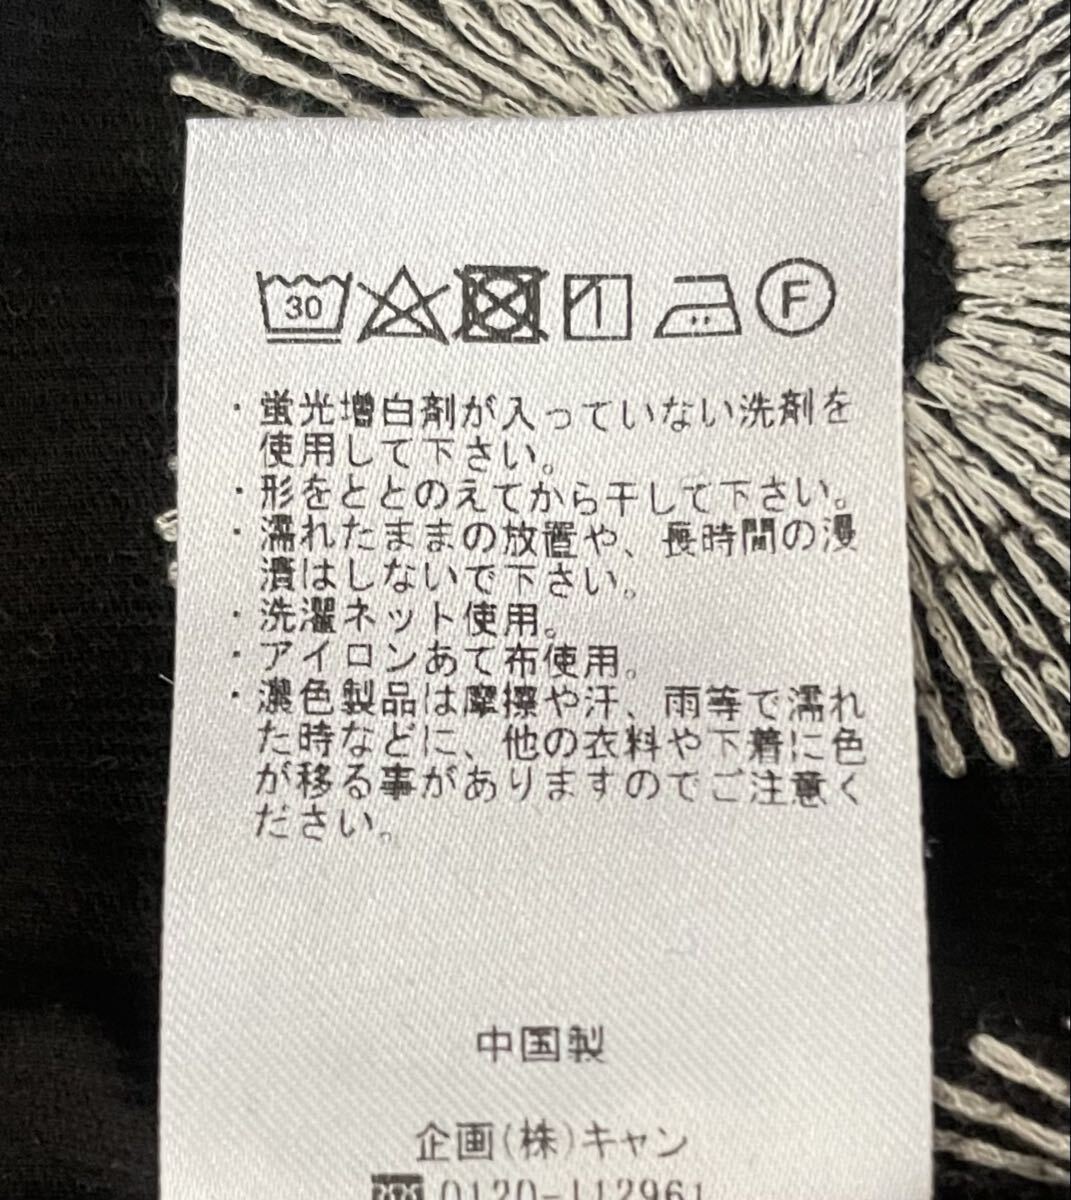 30 F
・蛍光増白剤が入っていない洗剤を
使用して下さい。
・形をととのえてから干して下さい。
・濡れたままの放置や、長時間の浸
漬はしないで下さい。
・洗濯ネット使用。
・アイロンあて布使用。
・濃色製品は摩擦や汗、雨等で濡れ
た時などに、他の衣料や下着に色
が移る事がありますのでご注意く
ださい。
中国製
企画(株)キャン
0120-112961